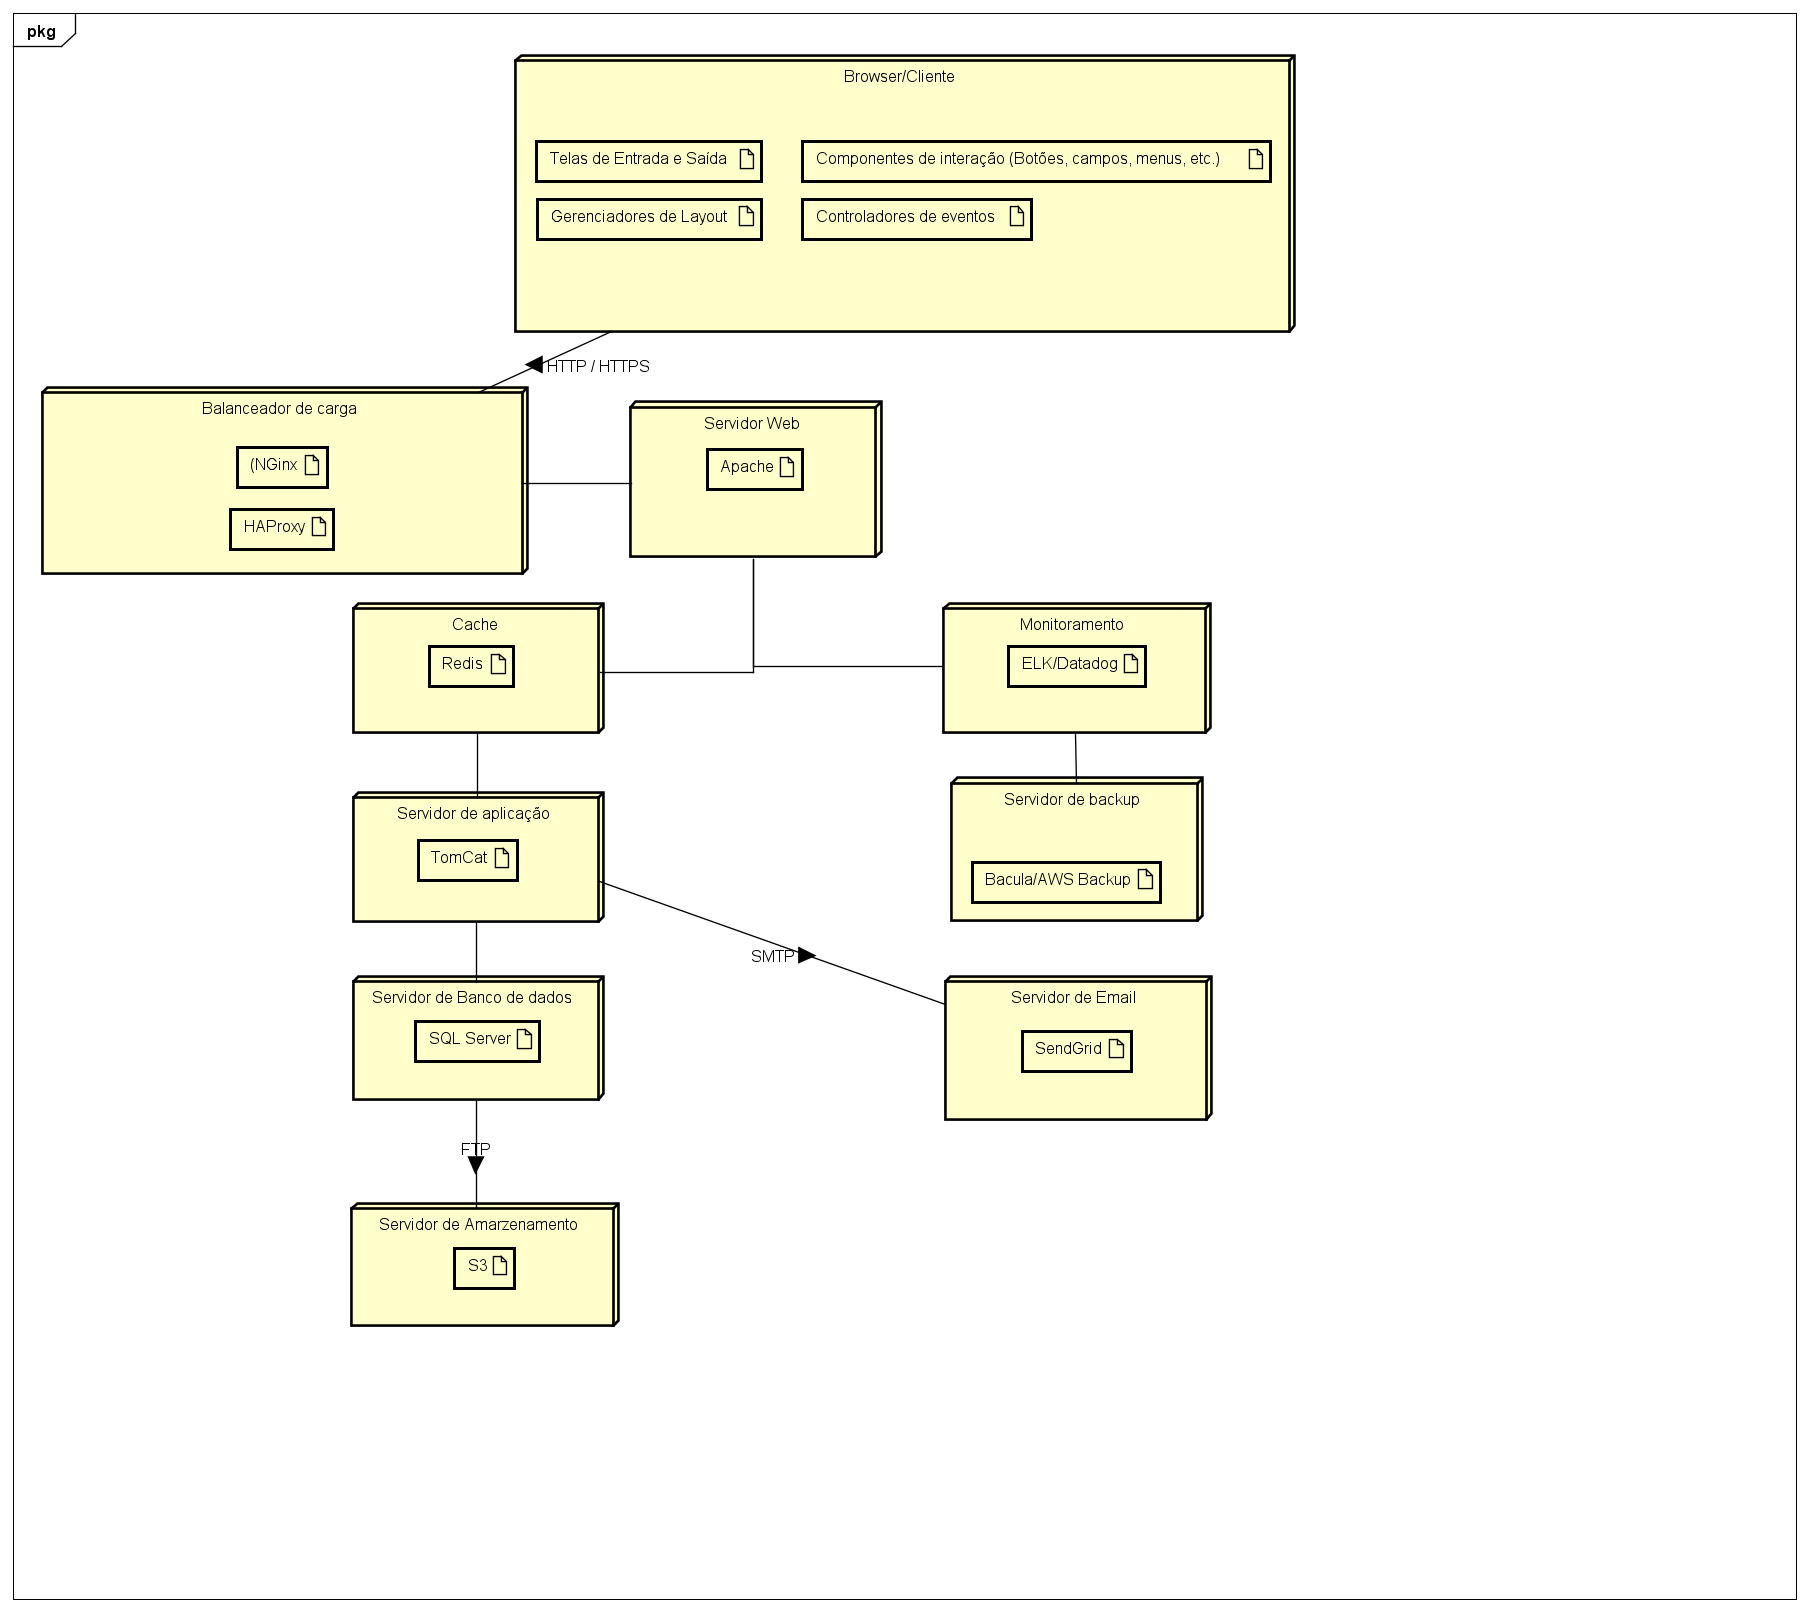 pkg
Browser/Cliente
Telas de Entrada e Saída
Componentes de interação (Botões, campos, menus, etc.)
Gerenciadores de Layout
Controladores de eventos
HTTP / HTTPS
Balanceador de carga
(NGinx
HAProxy
Servidor Web
Apache
Cache
Redis
Monitoramento
ELK/Datadog
Servidor de aplicação
TomCat
Servidor de backup
Bacula/AWS Backup
SMTP
Servidor de Banco de dados
SQL Server
Servidor de Email
SendGrid
FTP
Servidor de Amarzenamento
S3